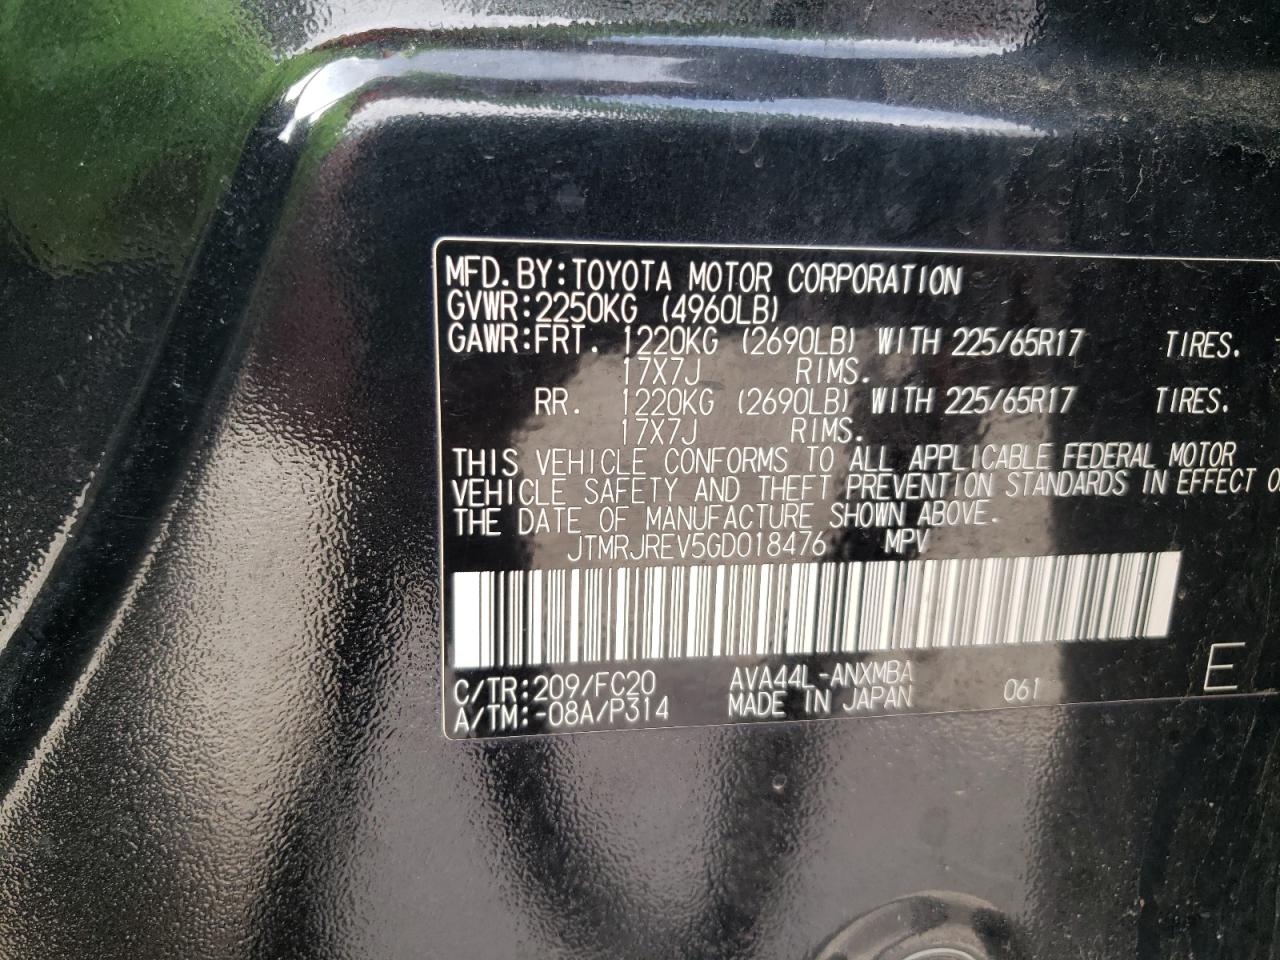 MFD.BY:TOYOTA MOTOR CORPORATION
GVWR:2250KG (4960LB)
GAWR:FRT. 1220KG (2690LB) WITH 225/65R17 TIRES.
17X7J RIMS.
RR. 1220KG (2690LB) WITH 225/65R17 TIRES.
17X7J RIMS.
THIS VEHICLE CONFORMS TO ALL APPLICABLE FEDERAL MOTOR
VEHICLE SAFETY AND THEFT PREVENTION STANDARDS IN EFFECT
THE DATE OF MANUFACTURE SHOWN ABOVE.
JTMRJREV5GD018476 MPV
C/TR:209/FC20 AVA44L-ANXMBA
A/TM:-08A/P314 MADE IN JAPAN 061 E